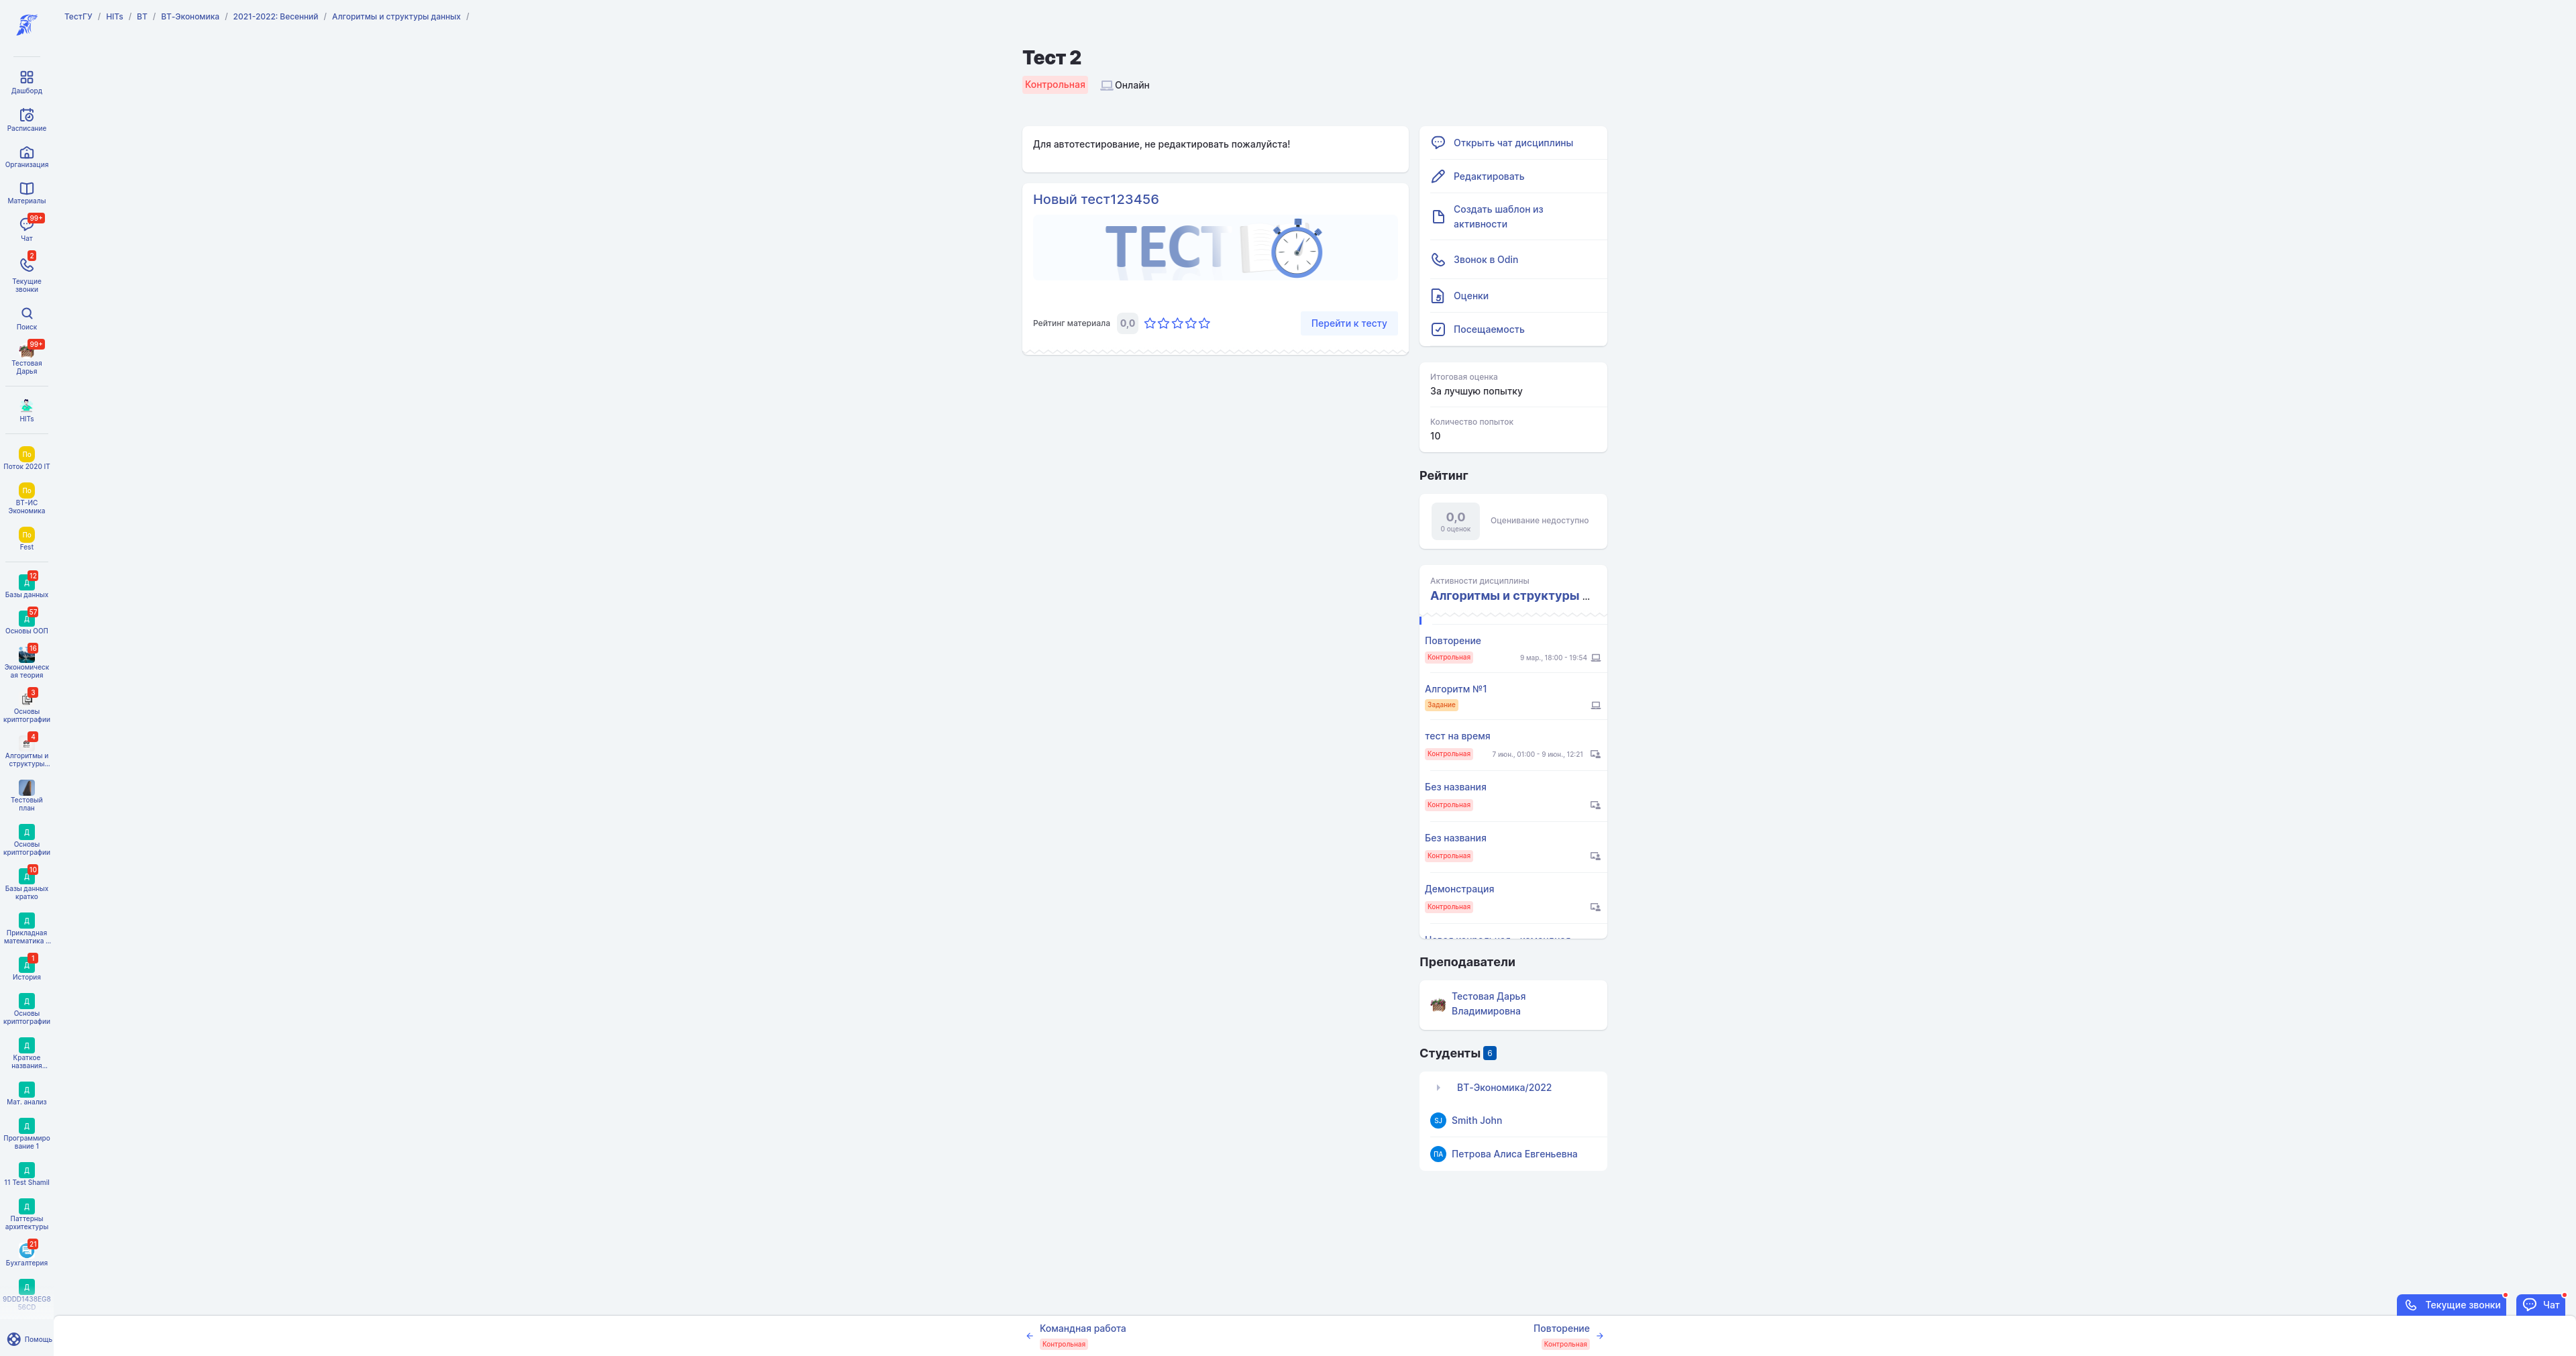 ТестГУ / HITs / ВТ / ВТ-Экономика / 2021-2022: Весенний / Алгоритмы и структуры данных /
Дашборд
Расписание
Организация
Материалы
99+
Чат
2
Текущие
звонки
Поиск
99+
Тестовая
Дарья
HITs
По
Поток 2020 IT
По
ВТ-ИС
Экономика
По
Fest
12
Д
Базы данных
57
Д
Основы ООП
16
Экономическ
ая теория
3
Основы
криптографии
4
Алгоритмы и
структуры...
Тестовый
план
Д
Основы
криптографии
10
Д
Базы данных
кратко
Д
Прикладная
математика ...
1
Д
История
Д
Основы
криптографии
Д
Краткое
названия...
Д
Мат. анализ
Д
Программиро
вание 1
Д
11 Test Shamil
Д
Паттерны
архитектуры
21
Бухгалтерия
Д
9DDD1438EG8
56CD
Помощь
Тест 2
Контрольная
Онлайн
Для автотестирование, не редактировать пожалуйста!
Новый тест123456
ТЕСТ
Рейтинг материала 0,0
Перейти к тесту
Открыть чат дисциплины
Редактировать
Создать шаблон из
активности
Звонок в Odin
Оценки
Посещаемость
Итоговая оценка
За лучшую попытку
Количество попыток
10
Рейтинг
0,0
0 оценок
Оценивание недоступно
Активности дисциплины
Алгоритмы и структуры ...
Повторение
Контрольная 9 мар., 18:00 - 19:54
Алгоритм №1
Задание
тест на время
Контрольная 7 июн., 01:00 - 9 июн., 12:21
Без названия
Контрольная
Без названия
Контрольная
Демонстрация
Контрольная
Преподаватели
Тестовая Дарья
Владимировна
Студенты 6
ВТ-Экономика/2022
SJ Smith John
ПА Петрова Алиса Евгеньевна
Текущие звонки
Чат
Командная работа
Контрольная
Повторение
Контрольная